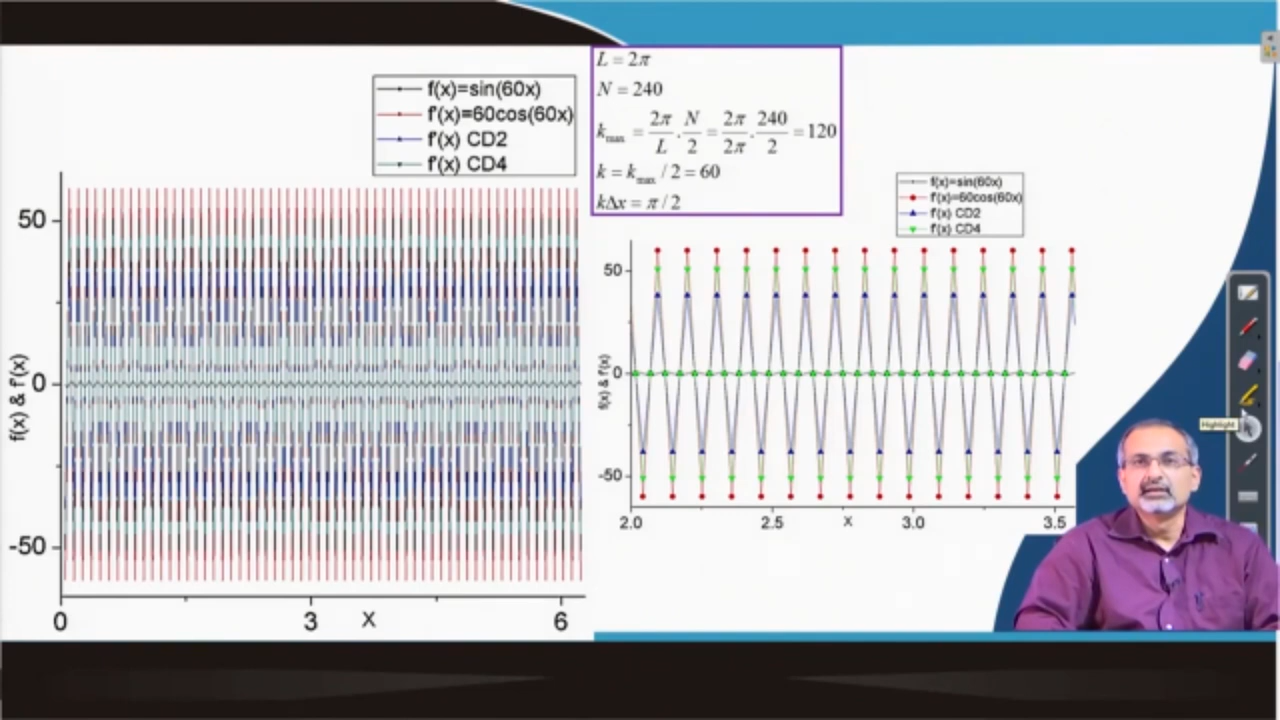 f(x)=sin(60x)
f'(x)=60cos(60x)
f'(x) CD2
f'(x) CD4
50
0
-50
f(x) & f'(x)
0
3
X
6
L = 2π
N = 240
k_max = 2π/L . N/2 = 2π/2π . 240/2 = 120
k = k_max / 2 = 60
kΔx = π / 2
f(x)=sin(60x)
f'(x)=60cos(60x)
f'(x) CD2
f'(x) CD4
50
0
-50
f(x) & f'(x)
2.0
2.5
X
3.0
3.5
Highlight